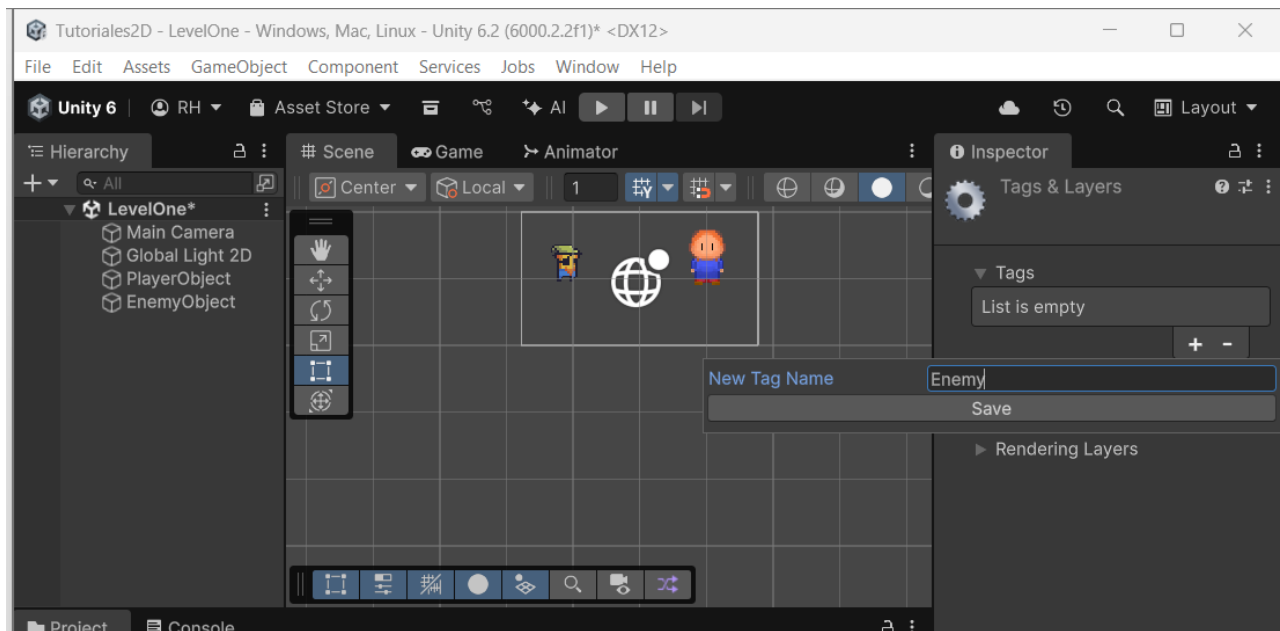 Tutoriales2D - LevelOne - Windows, Mac, Linux - Unity 6.2 (6000.2.2f1)* <DX12>
File Edit Assets GameObject Component Services Jobs Window Help
Unity 6 RH Asset Store AI Layout
Hierarchy
All
LevelOne*
Main Camera
Global Light 2D
PlayerObject
EnemyObject
Scene Game Animator
Center Local 1
Inspector
Tags & Layers
Tags
List is empty
+ -
New Tag Name Enemy
Save
Rendering Layers
Project Console